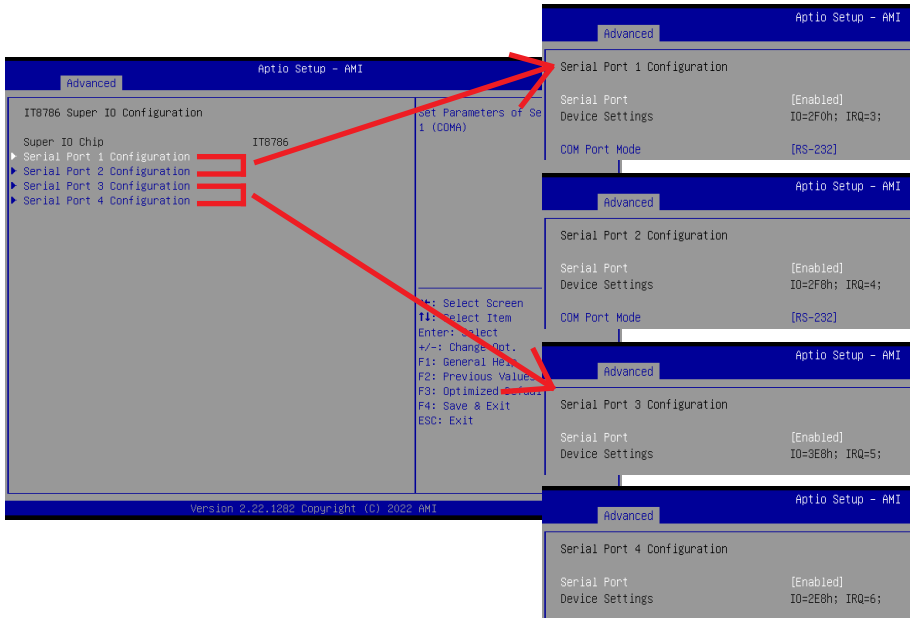 Aptio Setup - AMI
Advanced
IT8786 Super IO Configuration
Super IO Chip IT8786
Serial Port 1 Configuration
Serial Port 2 Configuration
Serial Port 3 Configuration
Serial Port 4 Configuration
Set Parameters of Se
1 (COMA)
: Select Screen
↑↓: Select Item
Enter: Select
+/-: Change Opt.
F1: General Help
F2: Previous Values
F3: Optimized Defaul
F4: Save & Exit
ESC: Exit
Version 2.22.1282 Copyright (C) 2022 AMI
Aptio Setup - AMI
Advanced
Serial Port 1 Configuration
Serial Port [Enabled]
Device Settings IO=2F0h; IRQ=3;
COM Port Mode [RS-232]
Aptio Setup - AMI
Advanced
Serial Port 2 Configuration
Serial Port [Enabled]
Device Settings IO=2F8h; IRQ=4;
COM Port Mode [RS-232]
Aptio Setup - AMI
Advanced
Serial Port 3 Configuration
Serial Port [Enabled]
Device Settings IO=3E8h; IRQ=5;
Aptio Setup - AMI
Advanced
Serial Port 4 Configuration
Serial Port [Enabled]
Device Settings IO=2E8h; IRQ=6;